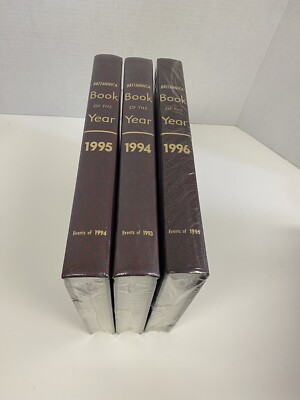 BRITANNICA
Book
OF THE
Year
1995
Events of 1994
BRITANNICA
Book
OF THE
Year
1994
Events of 1993
BRITANNICA
Book
OF THE
Year
1996
Events of 1995